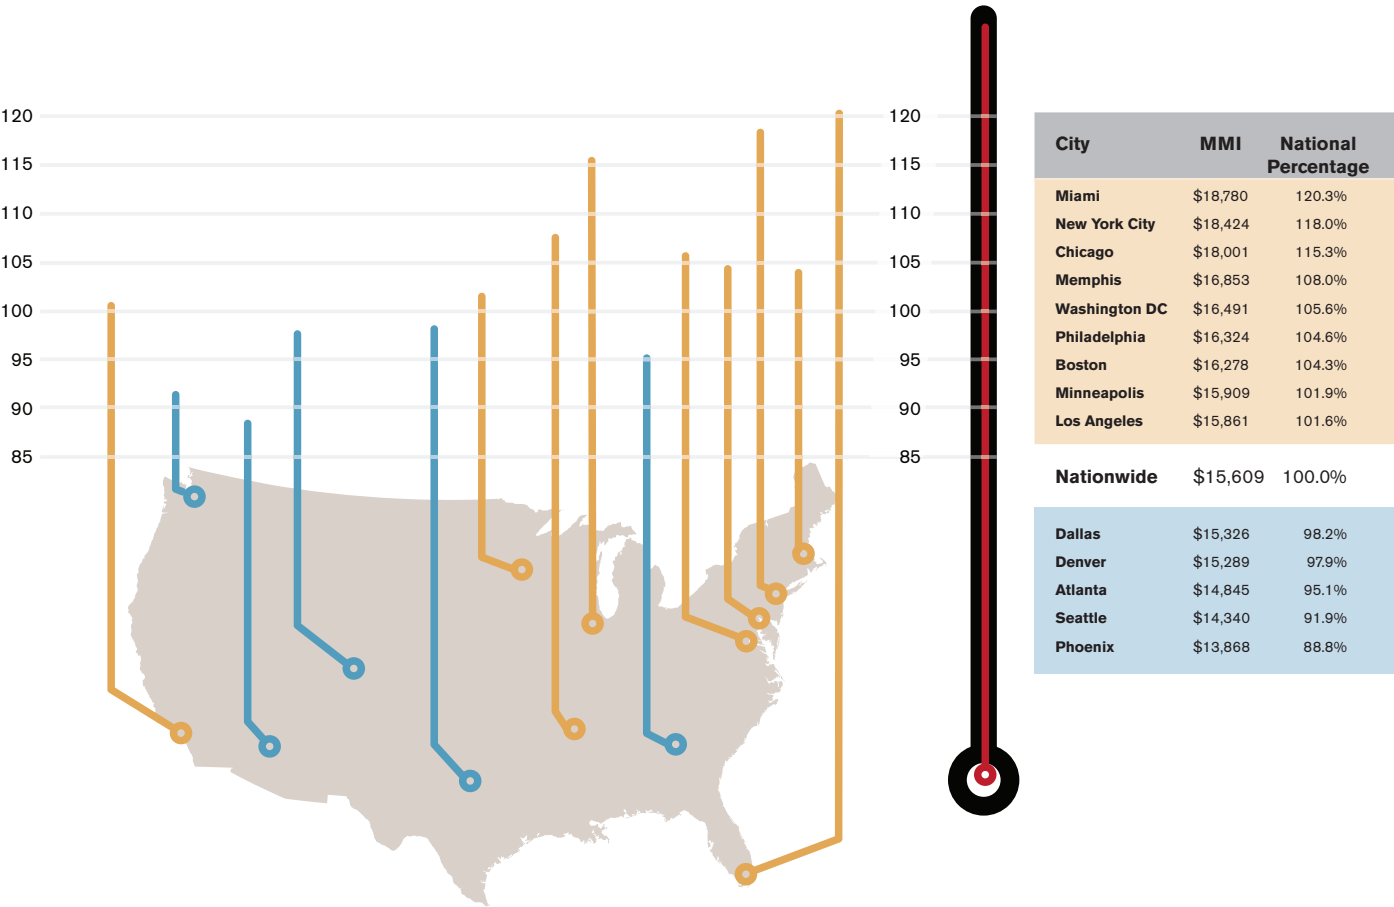 120
115
110
105
100
95
90
85
120
115
110
105
100
95
90
85
City MMI National
Percentage
Miami $18,780 120.3%
New York City $18,424 118.0%
Chicago $18,001 115.3%
Memphis $16,853 108.0%
Washington DC $16,491 105.6%
Philadelphia $16,324 104.6%
Boston $16,278 104.3%
Minneapolis $15,909 101.9%
Los Angeles $15,861 101.6%
Nationwide $15,609 100.0%
Dallas $15,326 98.2%
Denver $15,289 97.9%
Atlanta $14,845 95.1%
Seattle $14,340 91.9%
Phoenix $13,868 88.8%